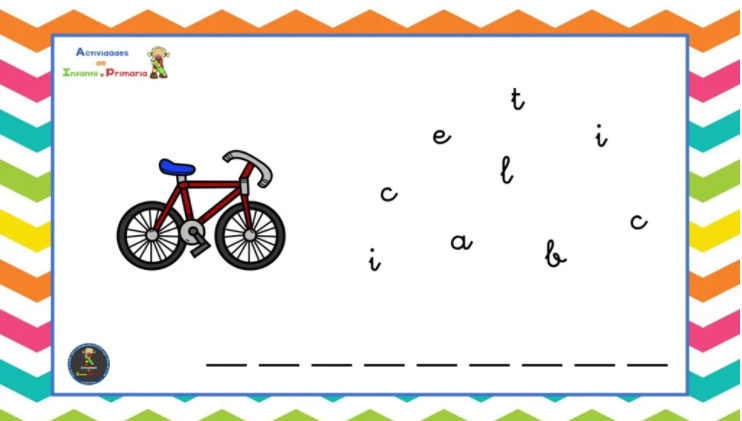 Actividades
de
Infantil y Primaria
t
e i
l
c
c
a
i b